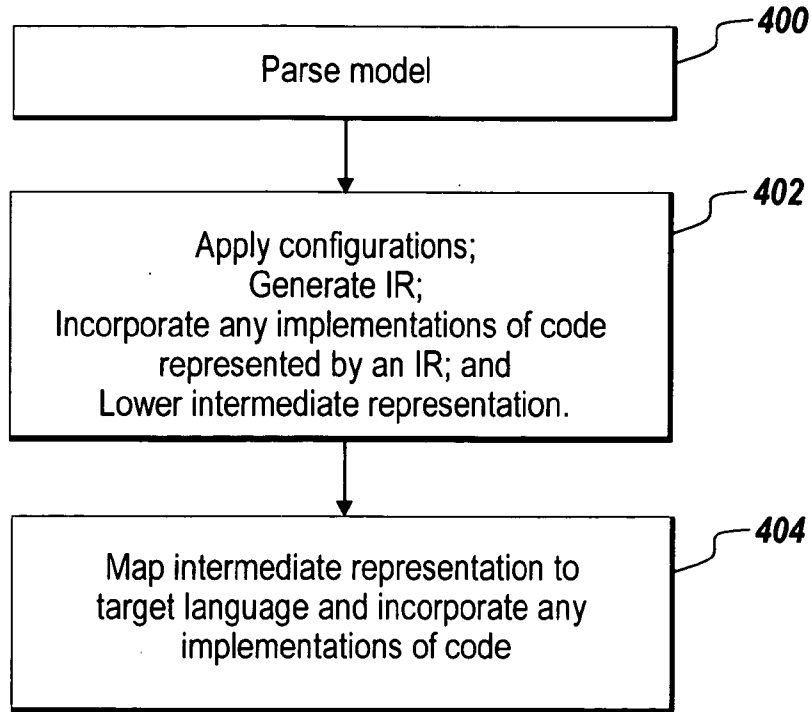 400
Parse model
402
Apply configurations;
Generate IR;
Incorporate any implementations of code
represented by an IR; and
Lower intermediate representation.
404
Map intermediate representation to
target language and incorporate any
implementations of code